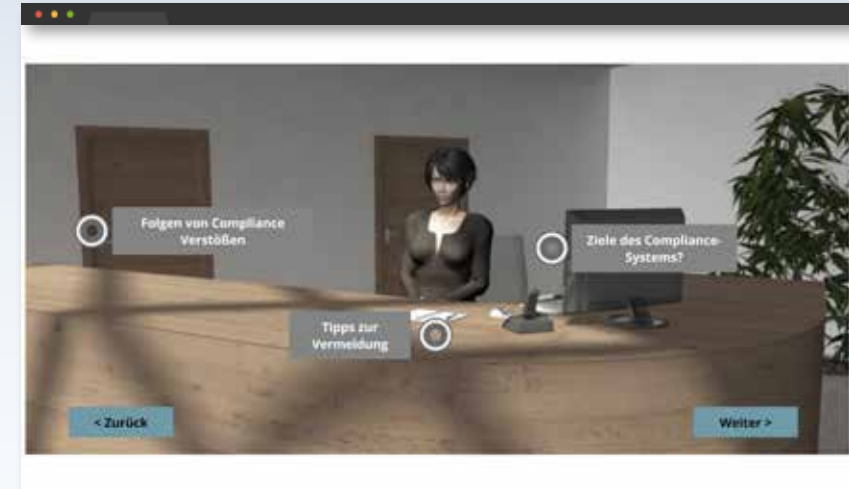 Folgen von Compliance
Verstößen
Ziele des Compliance-
Systems?
Tipps zur
Vermeidung
< Zurück
Weiter >